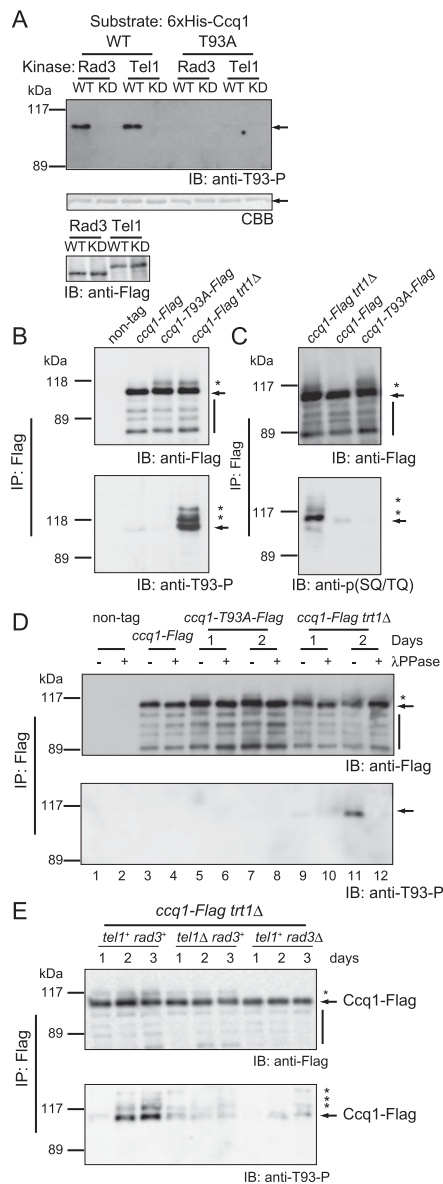 A
Substrate: 6xHis-Ccq1
WT T93A
Kinase: Rad3 Tel1 Rad3 Tel1
kDa WT KD WT KD WT KD WT KD
117
89
IB: anti-T93-P
CBB
Rad3 Tel1
WT KD WT KD
IB: anti-Flag
B
non-tag ccq1-Flag ccq1-T93A-Flag ccq1-Flag trt1Δ
kDa
118
89
*
IB: anti-Flag
IP: Flag
118
89
*
*
IB: anti-T93-P
C
ccq1-Flag trt1Δ ccq1-Flag ccq1-T93A-Flag
kDa
117
89
*
IB: anti-Flag
IP: Flag
117
89
*
*
IB: anti-p(SQ/TQ)
D
non-tag ccq1-Flag ccq1-T93A-Flag ccq1-Flag trt1Δ
1 2 1 2 Days
kDa - + - + - + - + - + - + λPPase
117
89
*
IB: anti-Flag
IP: Flag
117
89
1 2 3 4 5 6 7 8 9 10 11 12
IB: anti-T93-P
E
ccq1-Flag trt1Δ
tel1+ rad3+ tel1Δ rad3+ tel1+ rad3Δ
1 2 3 1 2 3 1 2 3 days
kDa
117
89
*
Ccq1-Flag
IB: anti-Flag
IP: Flag
117
89
*
*
*
Ccq1-Flag
IB: anti-T93-P